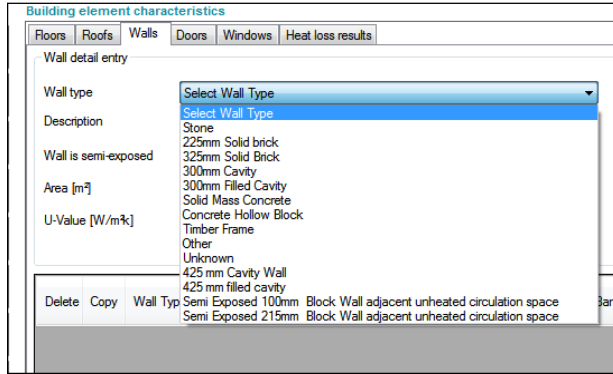 Building element characteristics
Floors Roofs Walls Doors Windows Heat loss results
Wall detail entry
Wall type Select Wall Type
Select Wall Type
Description
Stone
225mm Solid brick
Wall is semi-exposed
325mm Solid Brick
300mm Cavity
Area [m²]
300mm Filled Cavity
Solid Mass Concrete
U-Value [W/m²k]
Concrete Hollow Block
Timber Frame
Other
Unknown
425 mm Cavity Wall
425 mm filled cavity
Delete Copy Wall Typ Semi Exposed 100mm Block Wall adjacent unheated circulation space
Semi Exposed 215mm Block Wall adjacent unheated circulation space